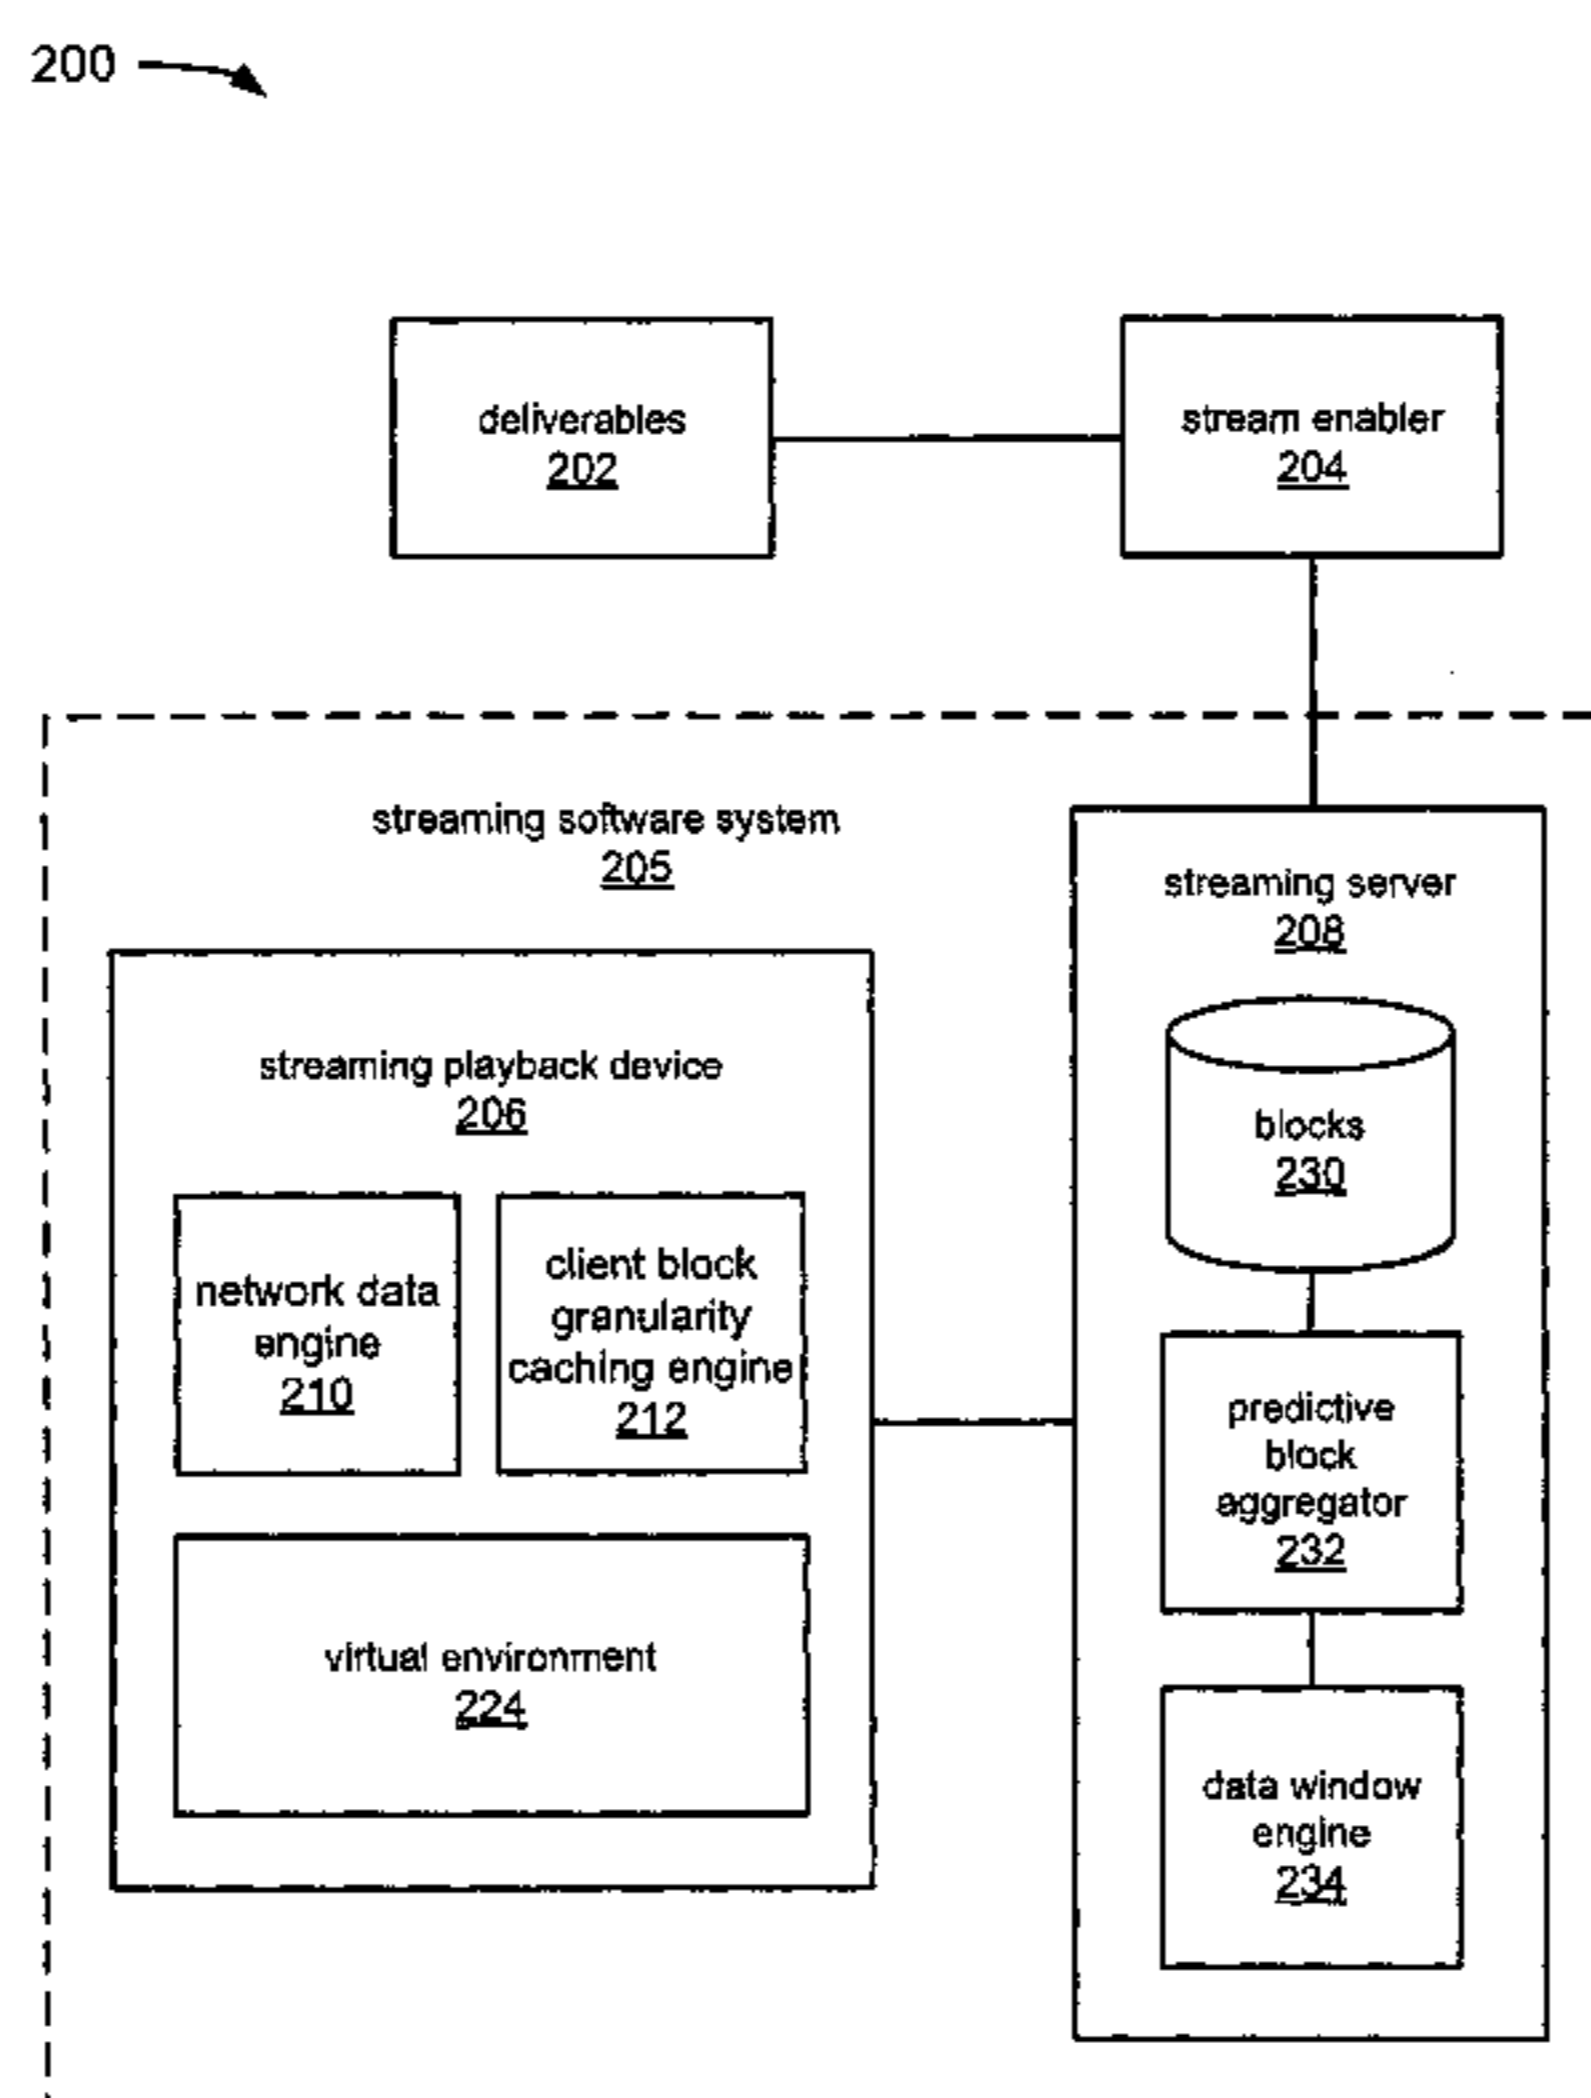 200
deliverables
202
stream enabler
204
streaming software system
205
streaming server
208
streaming playback device
206
blocks
230
network data
engine
210
client block
granularity
caching engine
212
predictive
block
aggregator
232
virtual environment
224
data window
engine
234